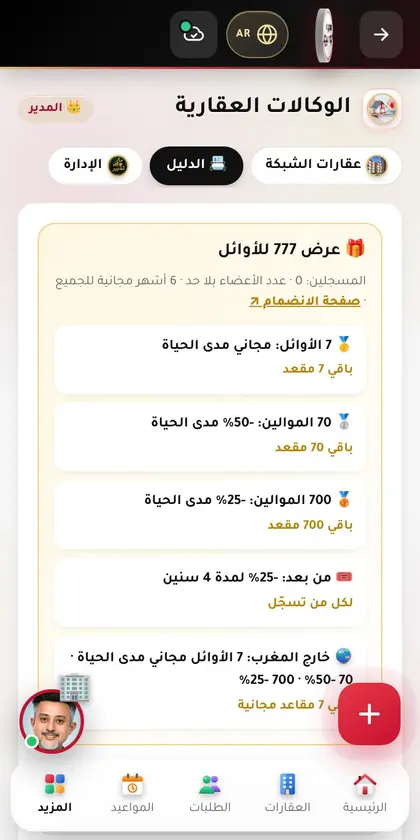 AR
الوكالات العقارية
المدير
عقارات الشبكة
الدليل
الإدارة
عرض 777 للأوائل
المسجلين: 0 · عدد الأعضاء بلا حد · 6 أشهر مجانية للجميع
· صفحة الانضمام ↗
7 الأوائل: مجاني مدى الحياة
باقي 7 مقعد
70 الموالين: -50% مدى الحياة
باقي 70 مقعد
700 الموالين: -25% مدى الحياة
باقي 700 مقعد
من بعد: -25% لمدة 4 سنين
لكل من تسجّل
خارج المغرب: 7 الأوائل مجاني مدى الحياة ·
70 -50% · 700 -25%
7 مقاعد مجانية
الرئيسية
العقارات
الطلبات
المواعيد
المزيد